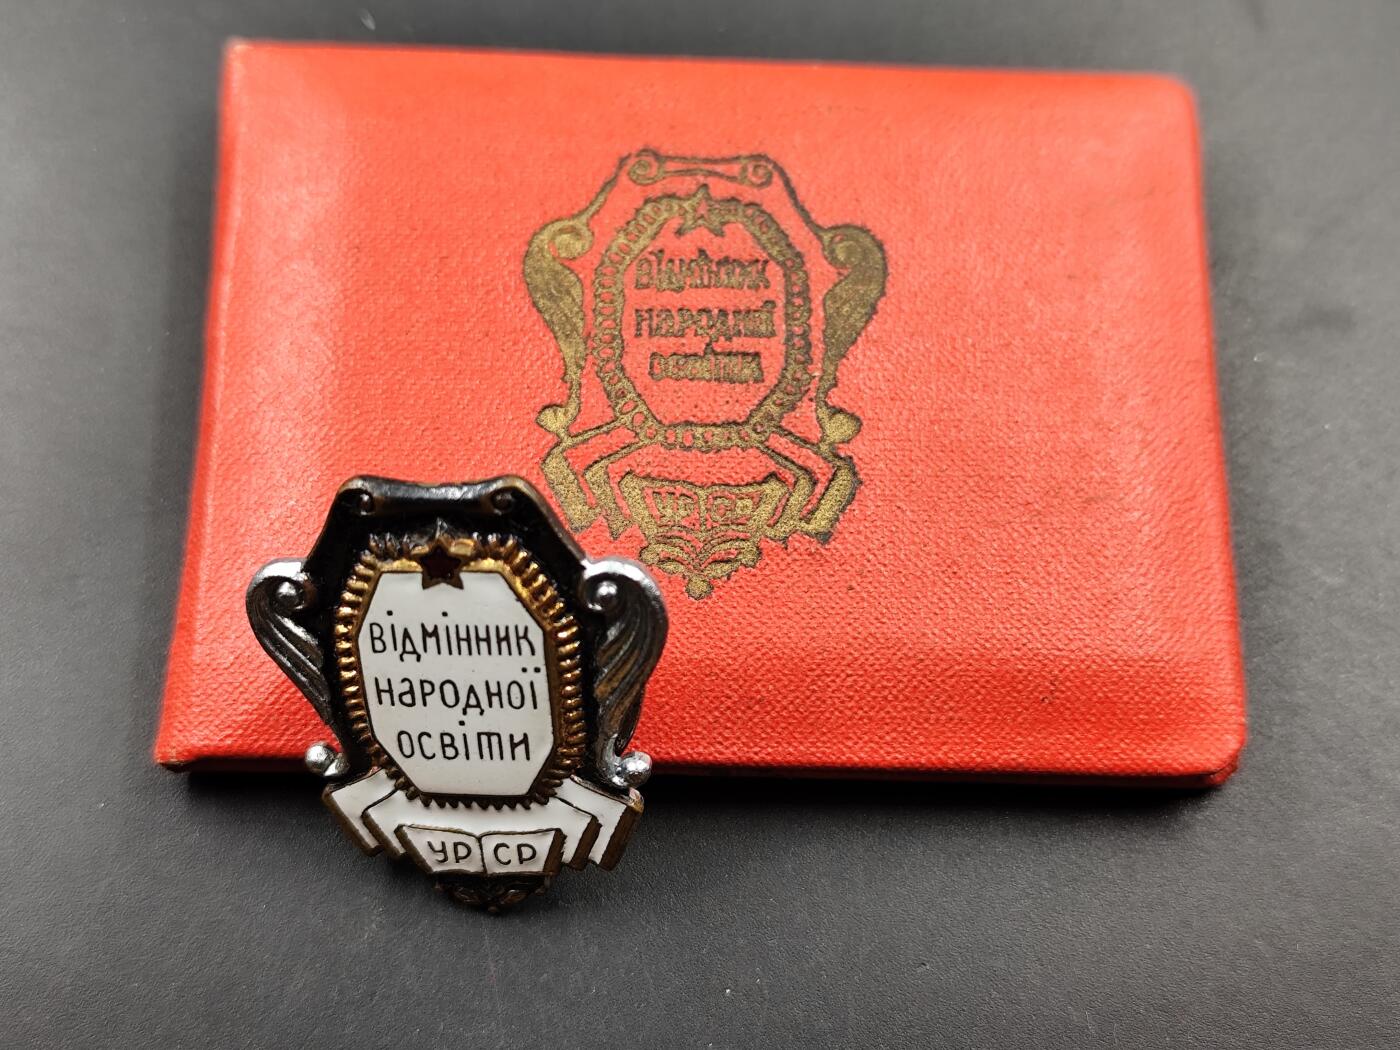 відмінник
народної
освіти
УР СР
відмінник
народної
освіти
УР СР